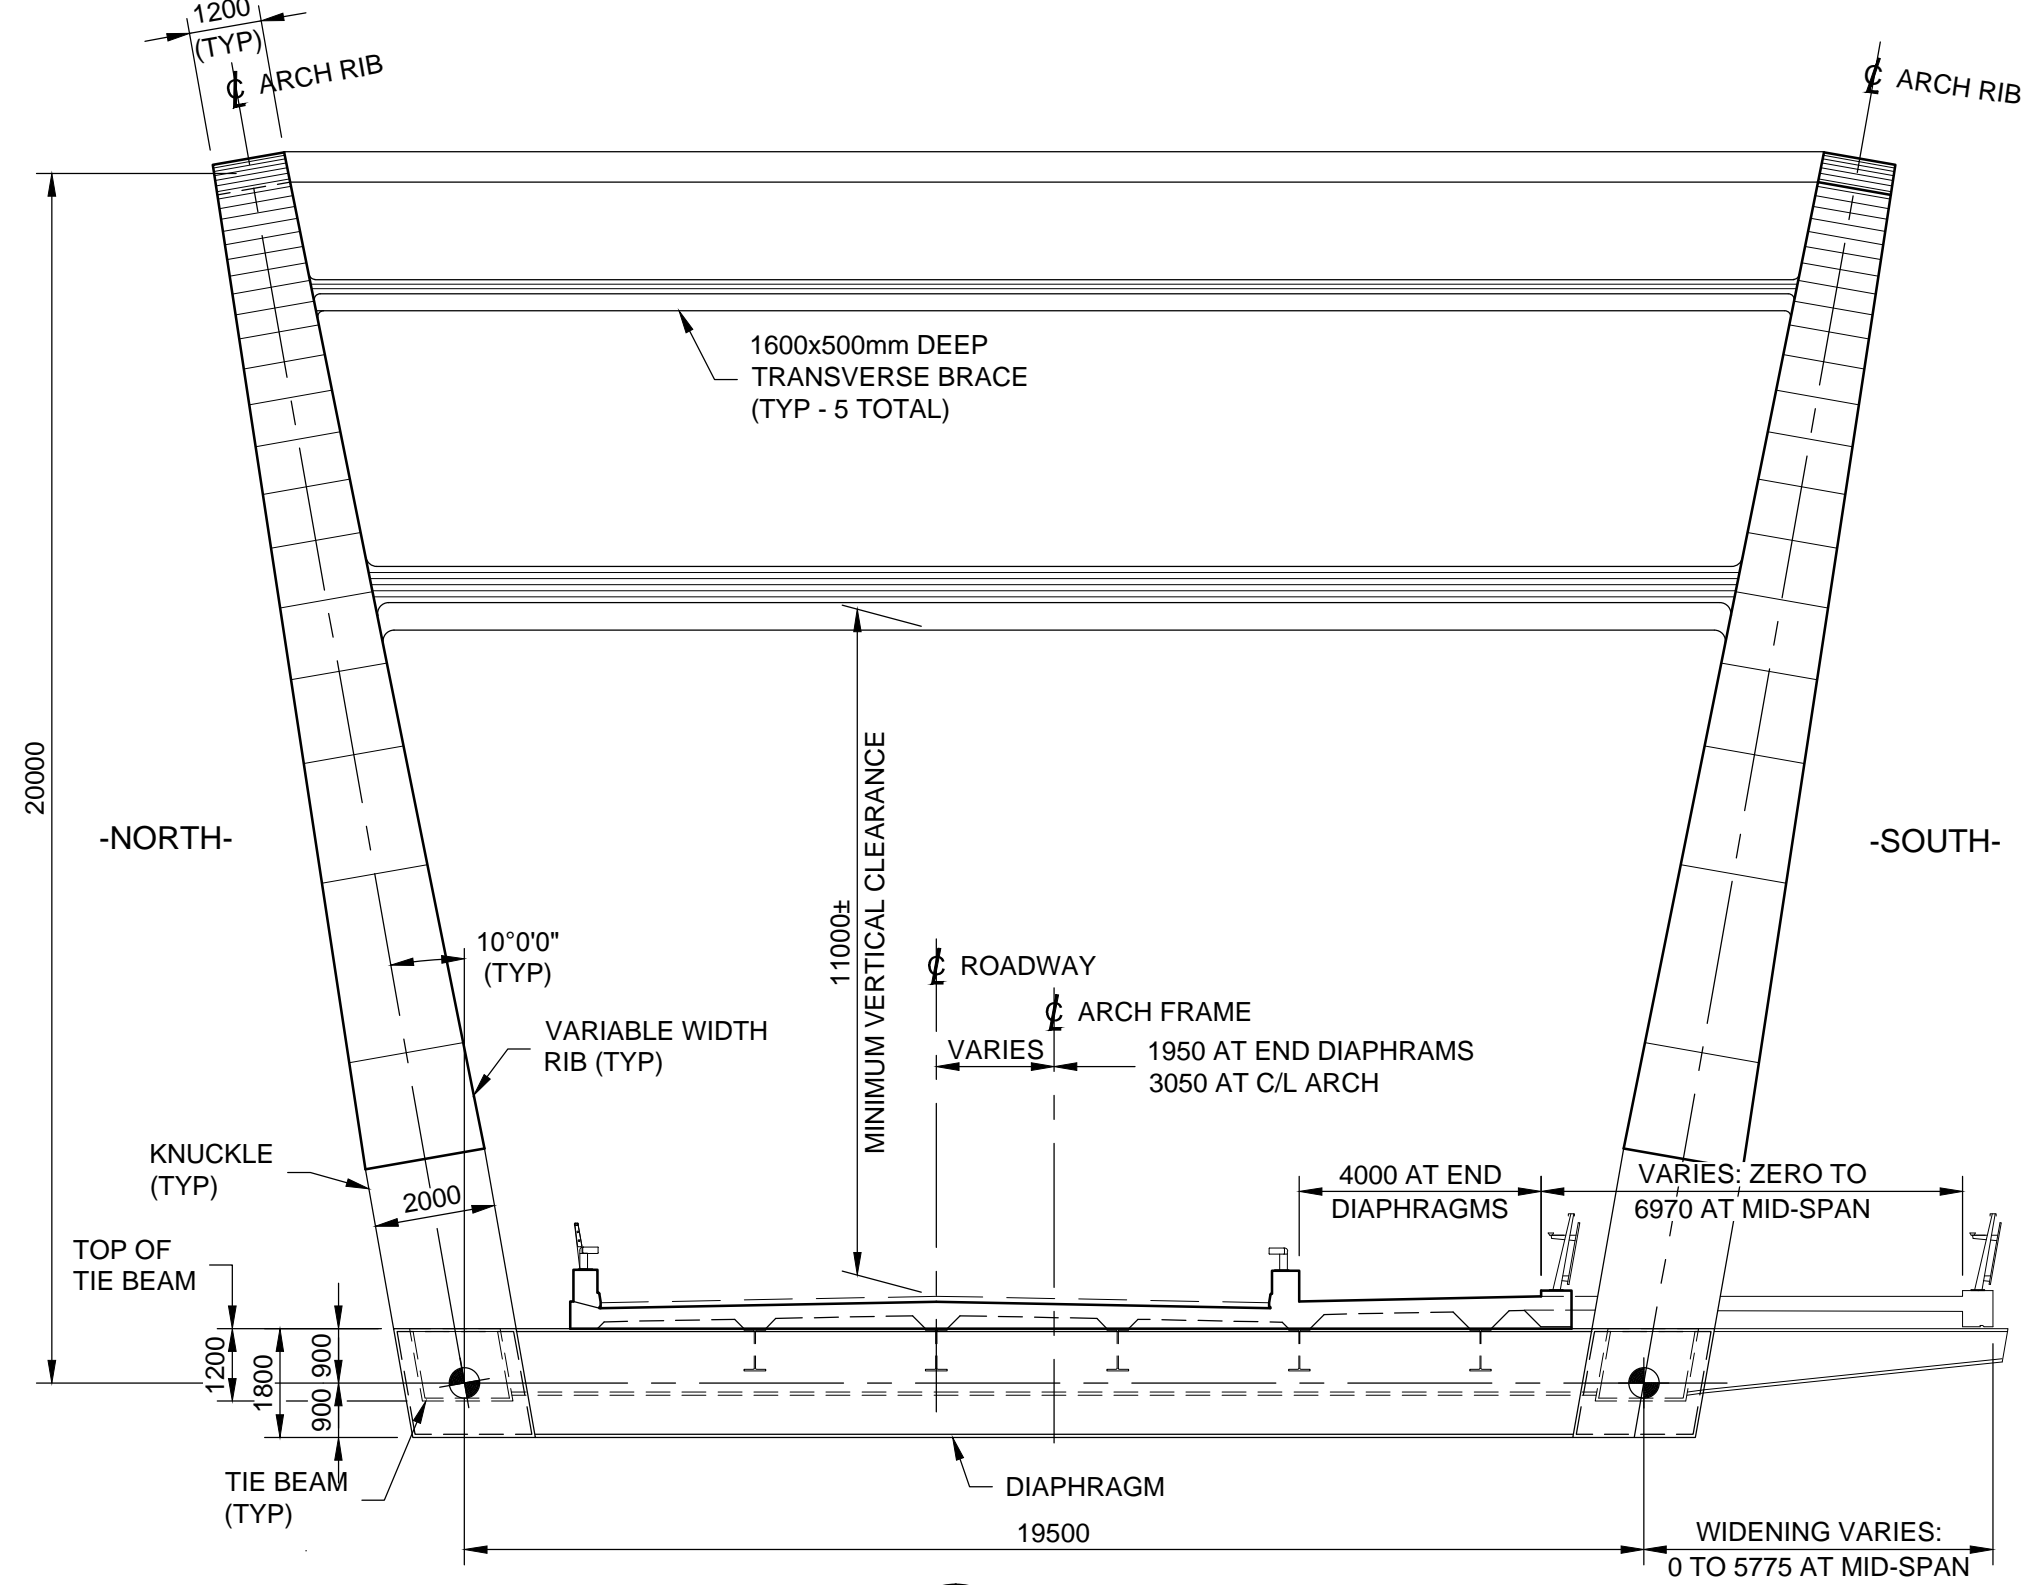 1200
(TYP)
℄ ARCH RIB
℄ ARCH RIB
1600x500mm DEEP
TRANSVERSE BRACE
(TYP - 5 TOTAL)
20000
-NORTH-
-SOUTH-
11000±
MINIMUM VERTICAL CLEARANCE
10°0'0"
(TYP)
℄ ROADWAY
℄ ARCH FRAME
VARIES
1950 AT END DIAPHRAMS
3050 AT C/L ARCH
VARIABLE WIDTH
RIB (TYP)
KNUCKLE
(TYP)
2000
4000 AT END
DIAPHRAGMS
VARIES: ZERO TO
6970 AT MID-SPAN
TOP OF
TIE BEAM
1200
1800
900
900
TIE BEAM
(TYP)
DIAPHRAGM
19500
WIDENING VARIES:
0 TO 5775 AT MID-SPAN